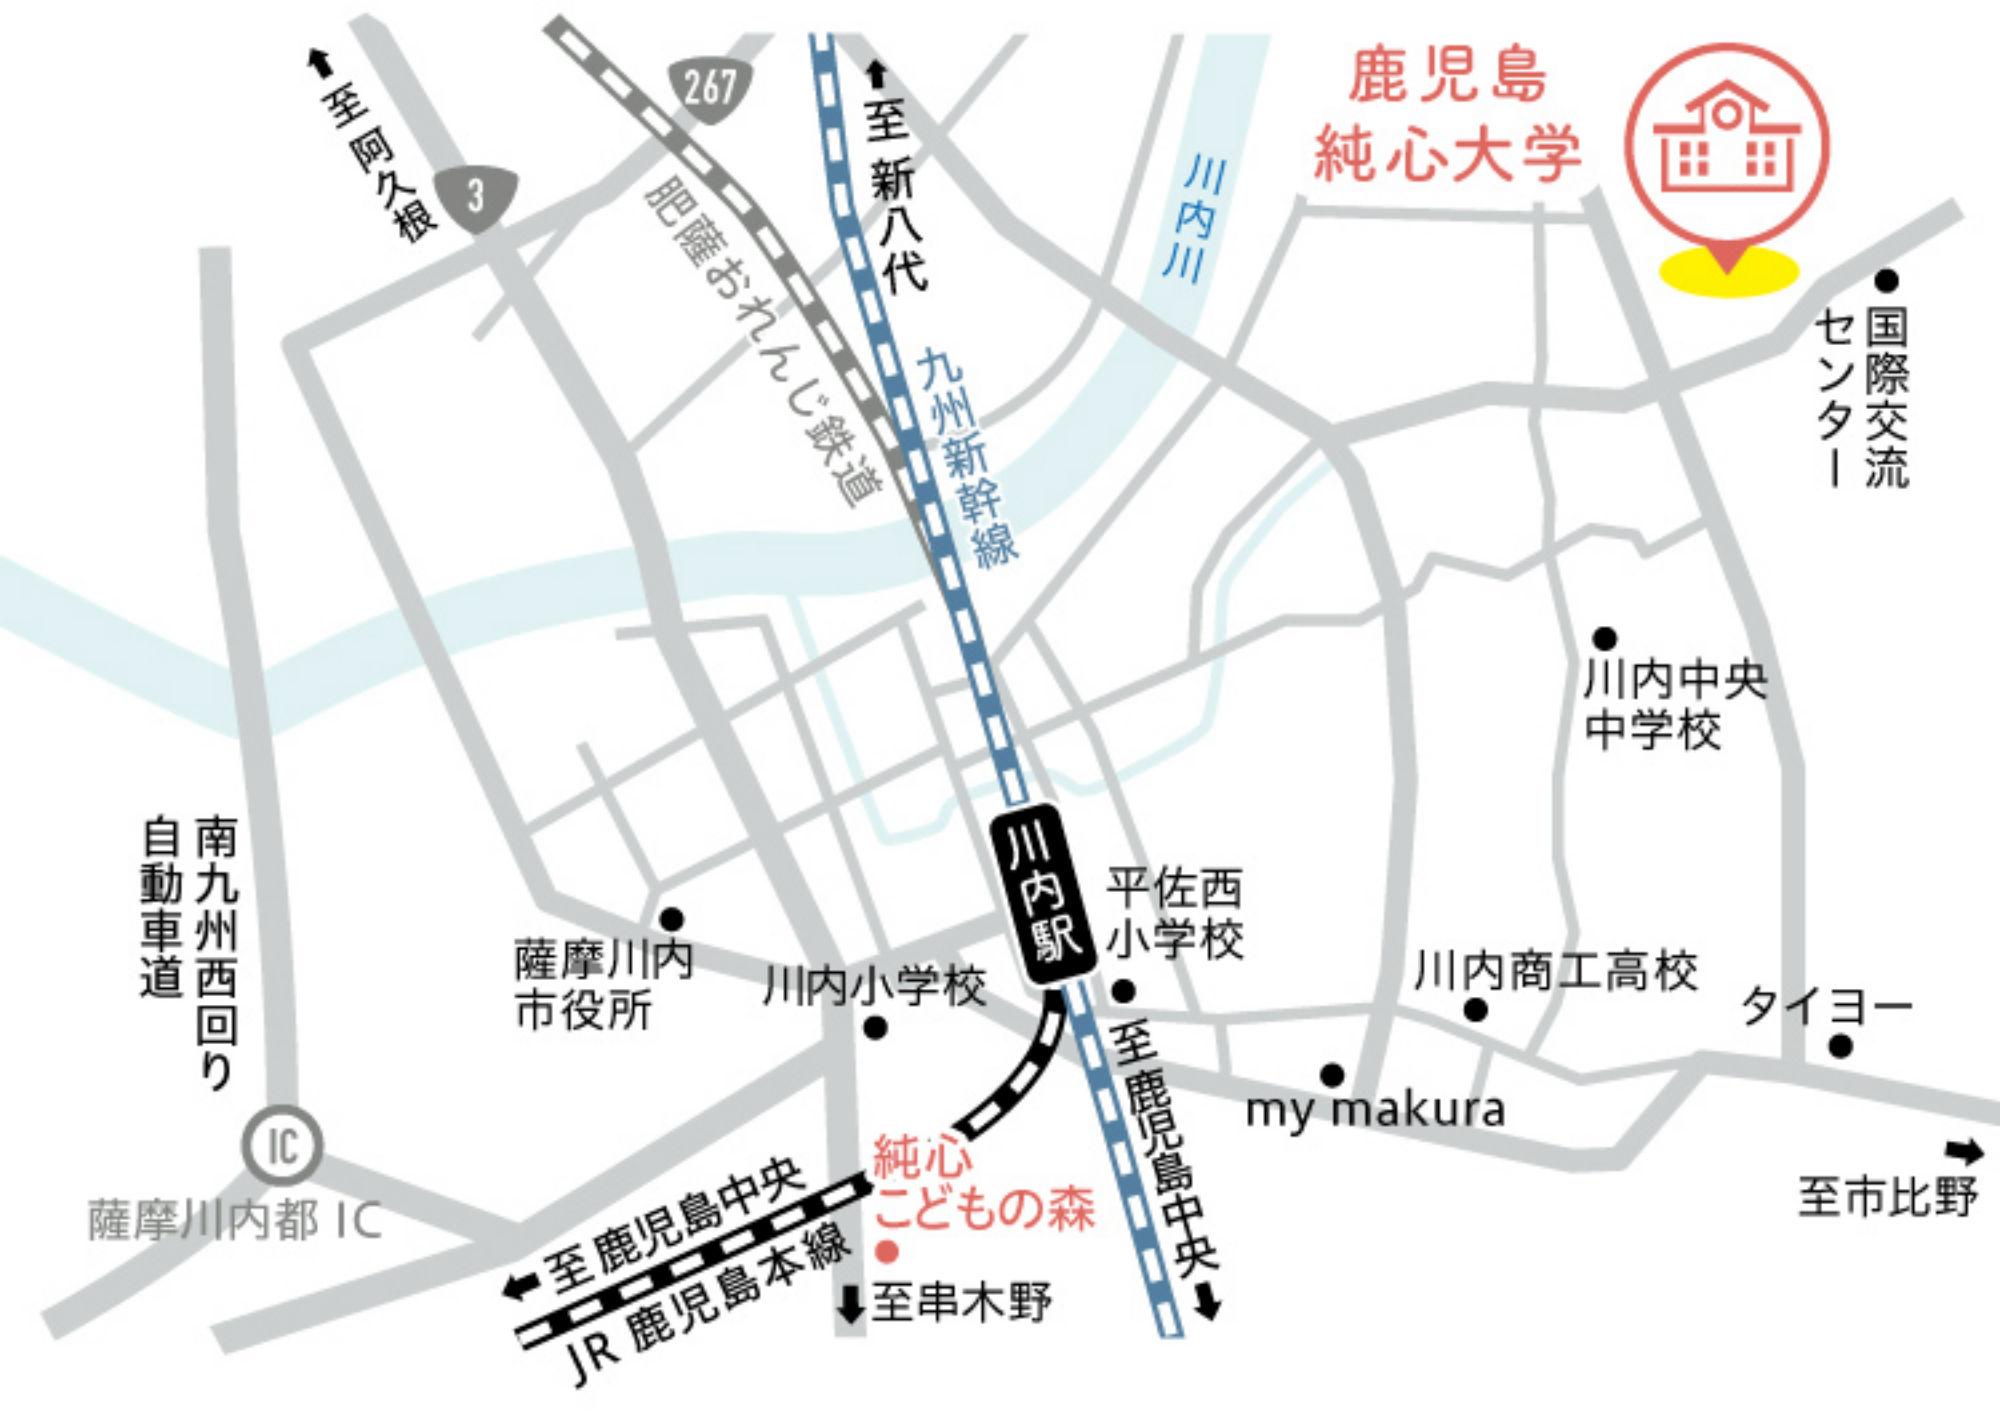 至 阿久根
3
267
至 新八代
肥薩おれんじ鉄道
九州新幹線
川内川
鹿児島
純心大学
国際交流
センター
川内中央
中学校
南九州西回り
自動車道
川内駅
平佐西
小学校
薩摩川内
市役所
川内小学校
川内商工高校
タイヨー
my makura
至市比野
IC
薩摩川内都 IC
至 鹿児島中央
JR 鹿児島本線
純心
こどもの森
至串木野
至 鹿児島中央